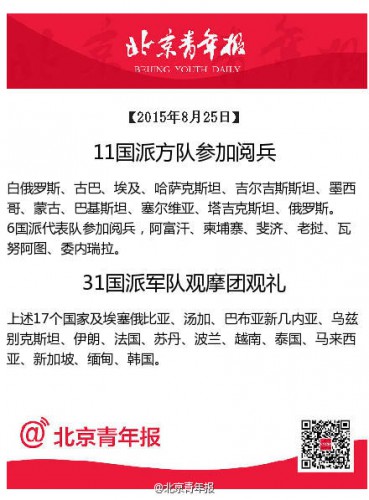 北京青年报
BEIJING YOUTH DAILY
【2015年8月25日】
11国派方队参加阅兵
白俄罗斯、古巴、埃及、哈萨克斯坦、吉尔吉斯斯坦、墨西
哥、蒙古、巴基斯坦、塞尔维亚、塔吉克斯坦、俄罗斯。
6国派代表队参加阅兵，阿富汗、柬埔寨、斐济、老挝、瓦
努阿图、委内瑞拉。
31国派军队观摩团观礼
上述17个国家及埃塞俄比亚、汤加、巴布亚新几内亚、乌兹
别克斯坦、伊朗、法国、苏丹、波兰、越南、泰国、马来西
亚、新加坡、缅甸、韩国。
@北京青年报
@北京青年报